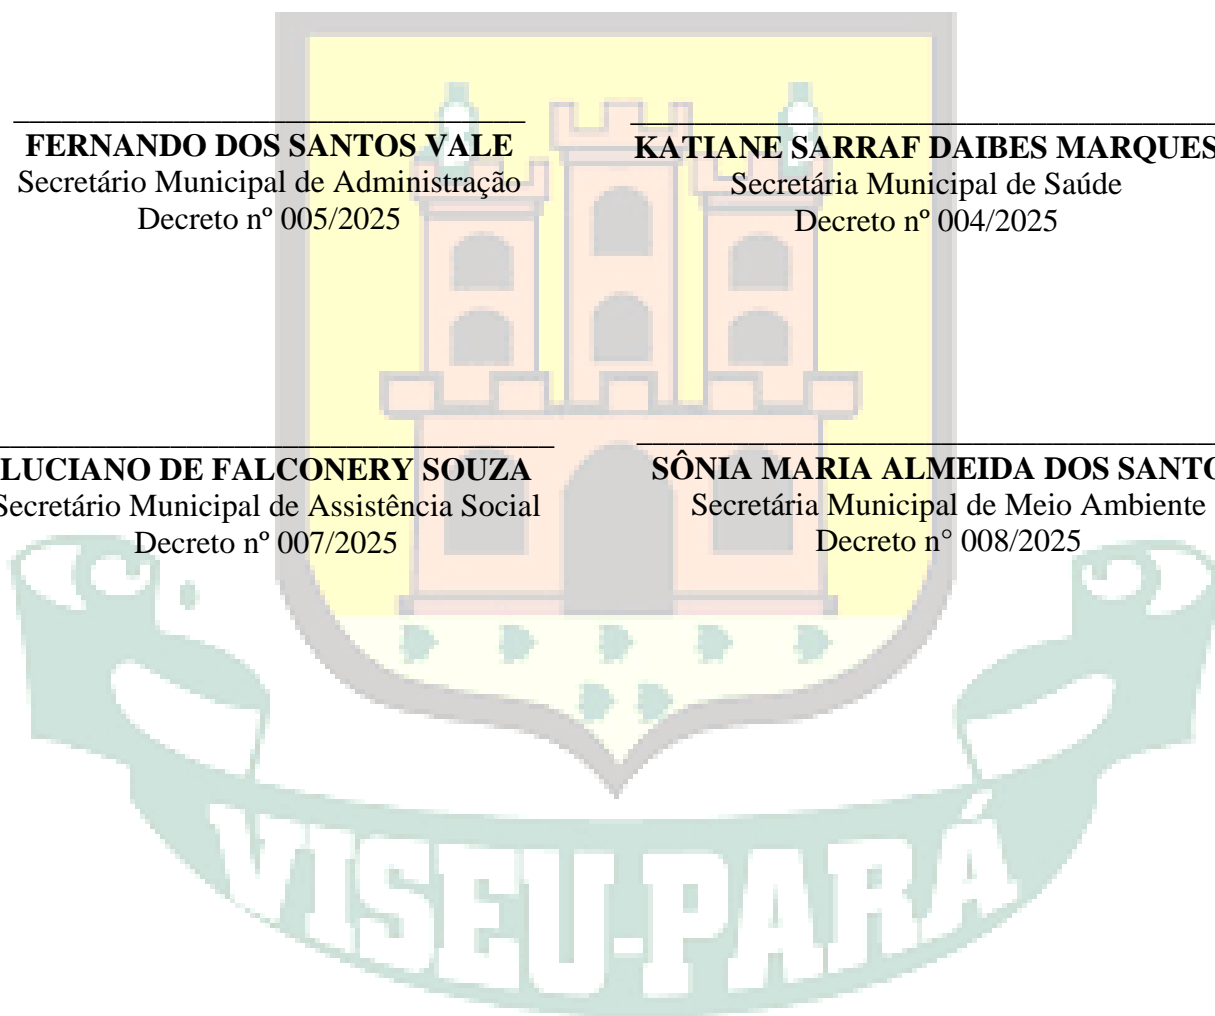 FERNANDO DOS SANTOS VALE
Secretário Municipal de Administração
Decreto nº 005/2025
KATIANE SARRAF DAIBES MARQUES
Secretária Municipal de Saúde
Decreto nº 004/2025
LUCIANO DE FALCONERY SOUZA
Secretário Municipal de Assistência Social
Decreto nº 007/2025
SÔNIA MARIA ALMEIDA DOS
Secretária Municipal de Meio Ambiente
Decreto n° 008/2025
VISEU-PARÁ